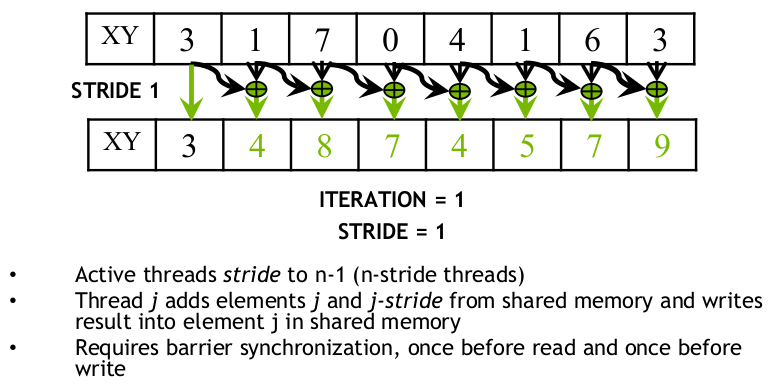 XY 3 1 7 0 4 1 6 3
STRIDE 1
XY 3 4 8 7 4 5 7 9
ITERATION = 1
STRIDE = 1
• Active threads stride to n-1 (n-stride threads)
• Thread j adds elements j and j-stride from shared memory and writes
result into element j in shared memory
• Requires barrier synchronization, once before read and once before
write